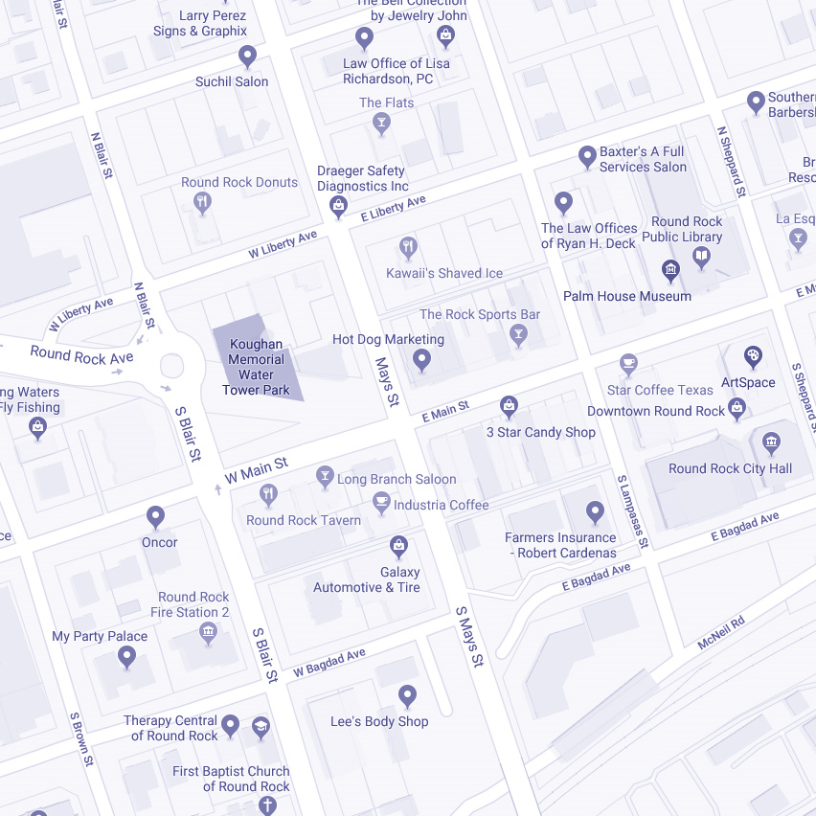 The Bell Collection
by Jewelry John
Larry Perez
Signs & Graphix
Blair St
Law Office of Lisa
Richardson, PC
Suchil Salon
The Flats
Southern
N Blair St
N Sheppard St
Baxter's A Full
Services Salon
Draeger Safety
Diagnostics Inc
Round Rock Donuts
E Liberty Ave
The Law Offices
of Ryan H. Deck
Round Rock
Public Library
La Esq
W Liberty Ave
Kawaii's Shaved Ice
Palm House Museum
N Blair St
W Liberty Ave
The Rock Sports Bar
Hot Dog Marketing
Koughan
Memorial
Water
Tower Park
Round Rock Ave
Mays St
Star Coffee Texas
ArtSpace
S Sheppard St
ng Waters
Fly Fishing
E Main St
Downtown Round Rock
S Blair St
3 Star Candy Shop
W Main St
Long Branch Saloon
Round Rock City Hall
Industria Coffee
Round Rock Tavern
S Lampasas St
E Bagdad Ave
Oncor
Farmers Insurance
- Robert Cardenas
Galaxy
Automotive & Tire
E Bagdad Ave
Round Rock
Fire Station 2
S Mays St
McNeil Rd
My Party Palace
S Blair St
W Bagdad Ave
Lee's Body Shop
Therapy Central
of Round Rock
S Brown St
First Baptist Church
of Round Rock